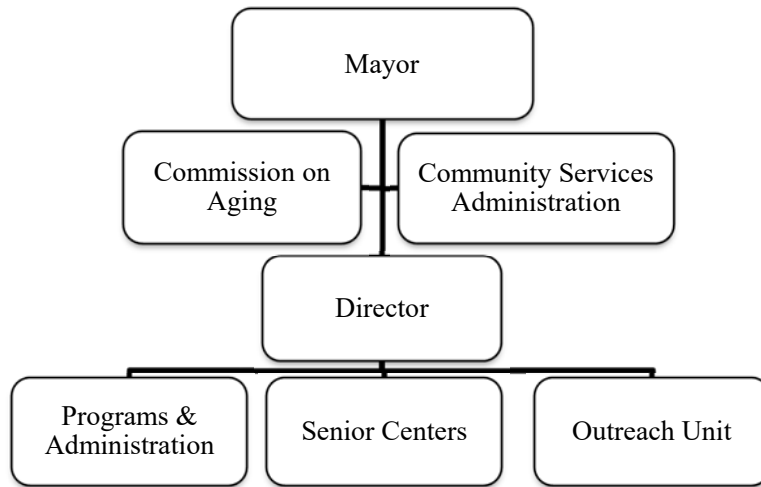 Mayor
Commission on
Aging
Community Services
Administration
Director
Programs &
Administration
Senior Centers
Outreach Unit